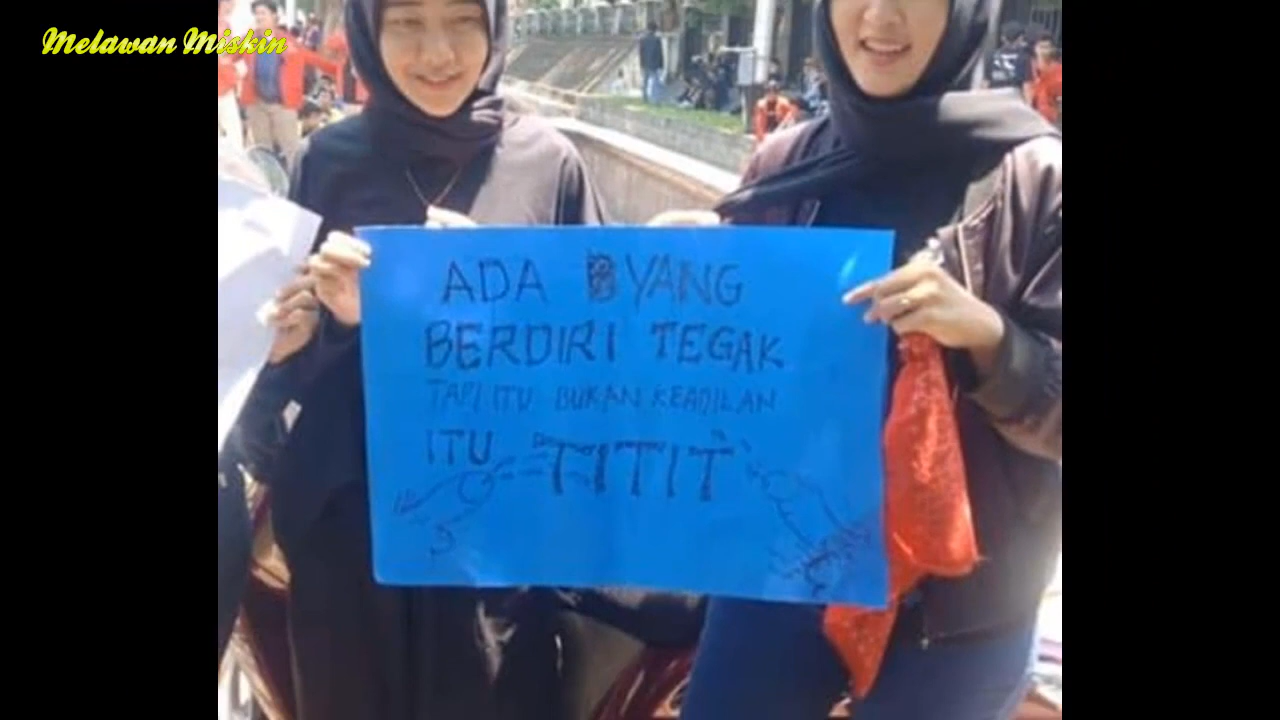 Melawan Miskin
ADA YANG
BERDIRI TEGAK
TAPI ITU BUKAN KEADILAN
ITU TITIT